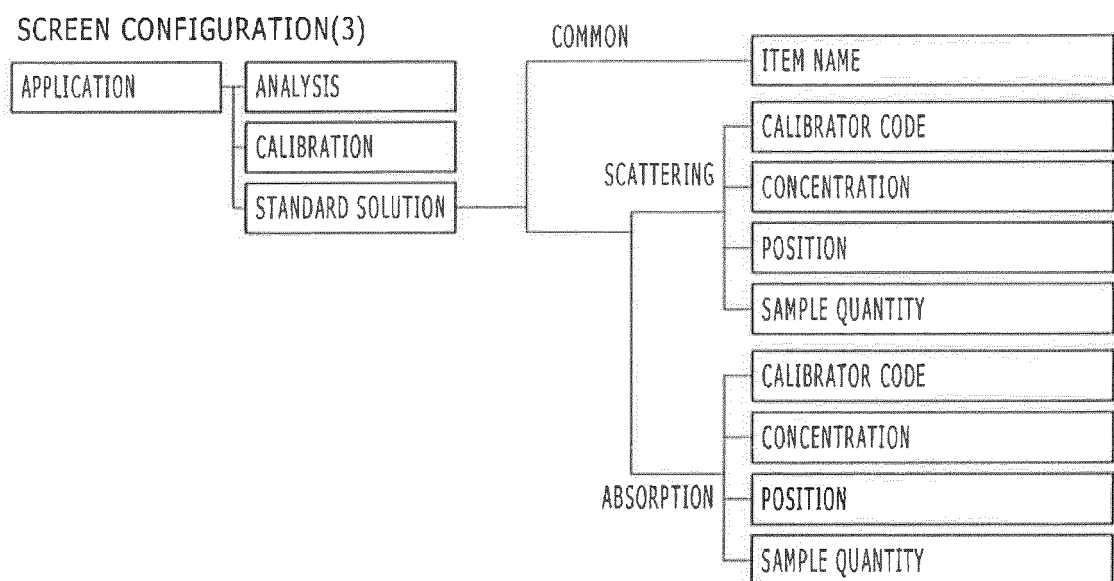 SCREEN CONFIGURATION(3)
APPLICATION
ANALYSIS
CALIBRATION
STANDARD SOLUTION
COMMON
ITEM NAME
SCATTERING
CALIBRATOR CODE
CONCENTRATION
POSITION
SAMPLE QUANTITY
ABSORPTION
CALIBRATOR CODE
CONCENTRATION
POSITION
SAMPLE QUANTITY